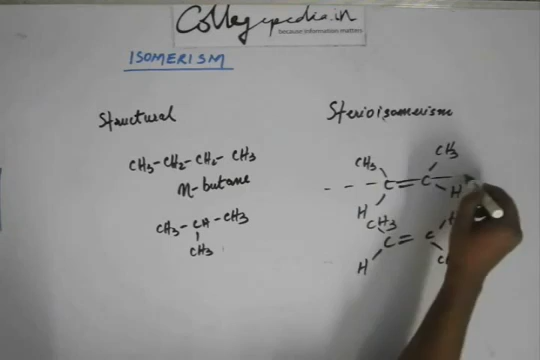 Collegepedia.in
because information matters
ISOMERISM
Structural
CH3-CH2-CH2-CH3
n-butane
CH3-CH-CH3
CH3
Sterioisomerism
CH3 CH3
C=C
H H
CH3 H
C=C
H